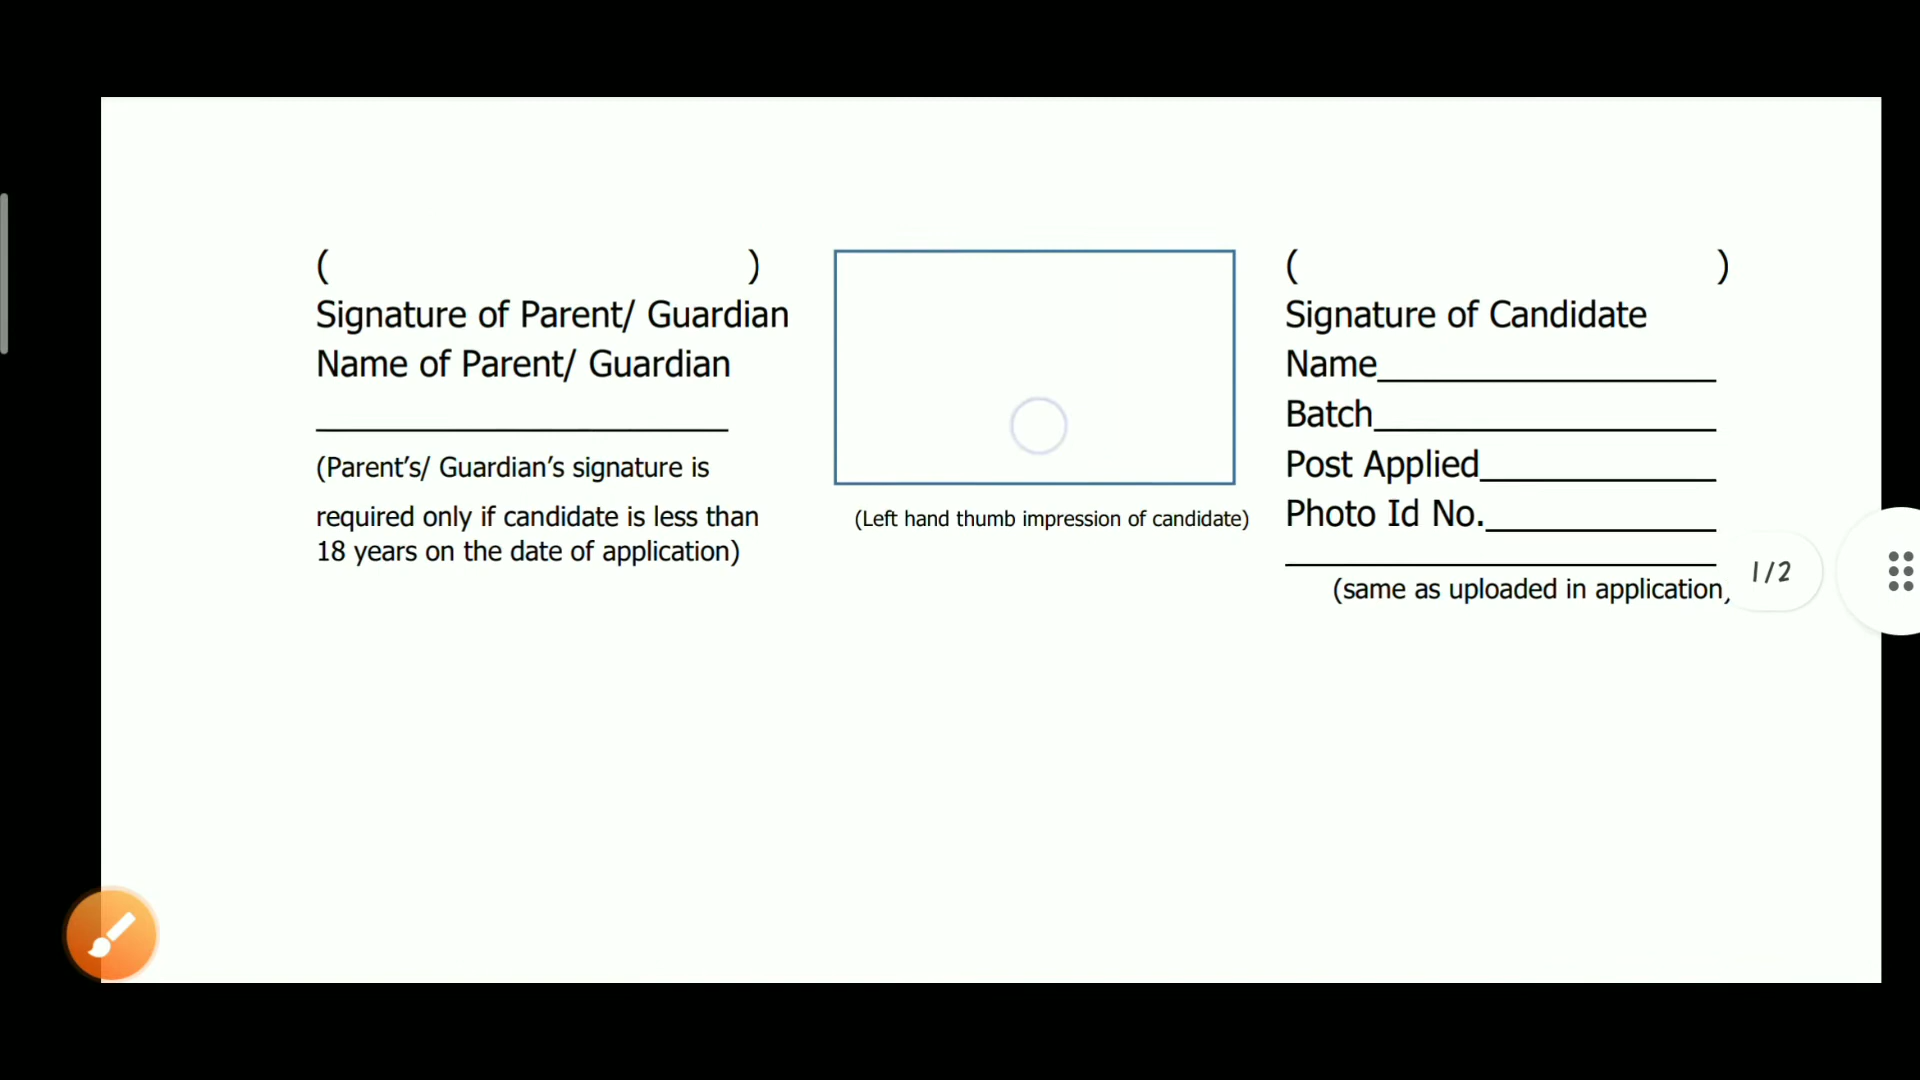 ( )
Signature of Parent/ Guardian
Name of Parent/ Guardian
(Parent’s/ Guardian’s signature is
required only if candidate is less than
18 years on the date of application)
(Left hand thumb impression of candidate)
( )
Signature of Candidate
Name
Batch
Post Applied
Photo Id No.
(same as uploaded in application)
1/2